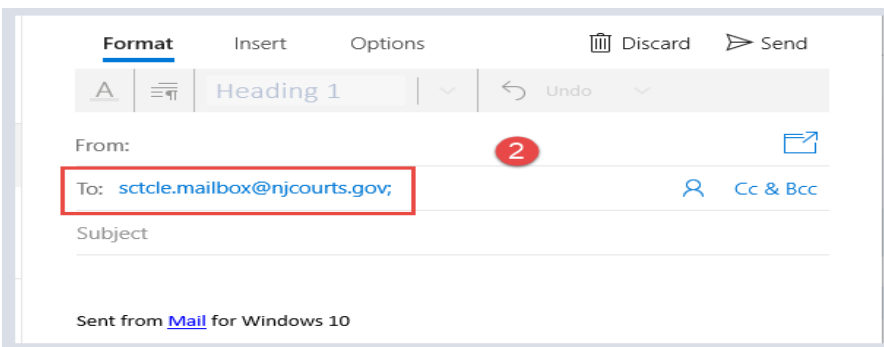 Format Insert Options Discard Send
A Heading 1 Undo
From: 2
To: sctcle.mailbox@njcourts.gov; Cc & Bcc
Subject
Sent from Mail for Windows 10